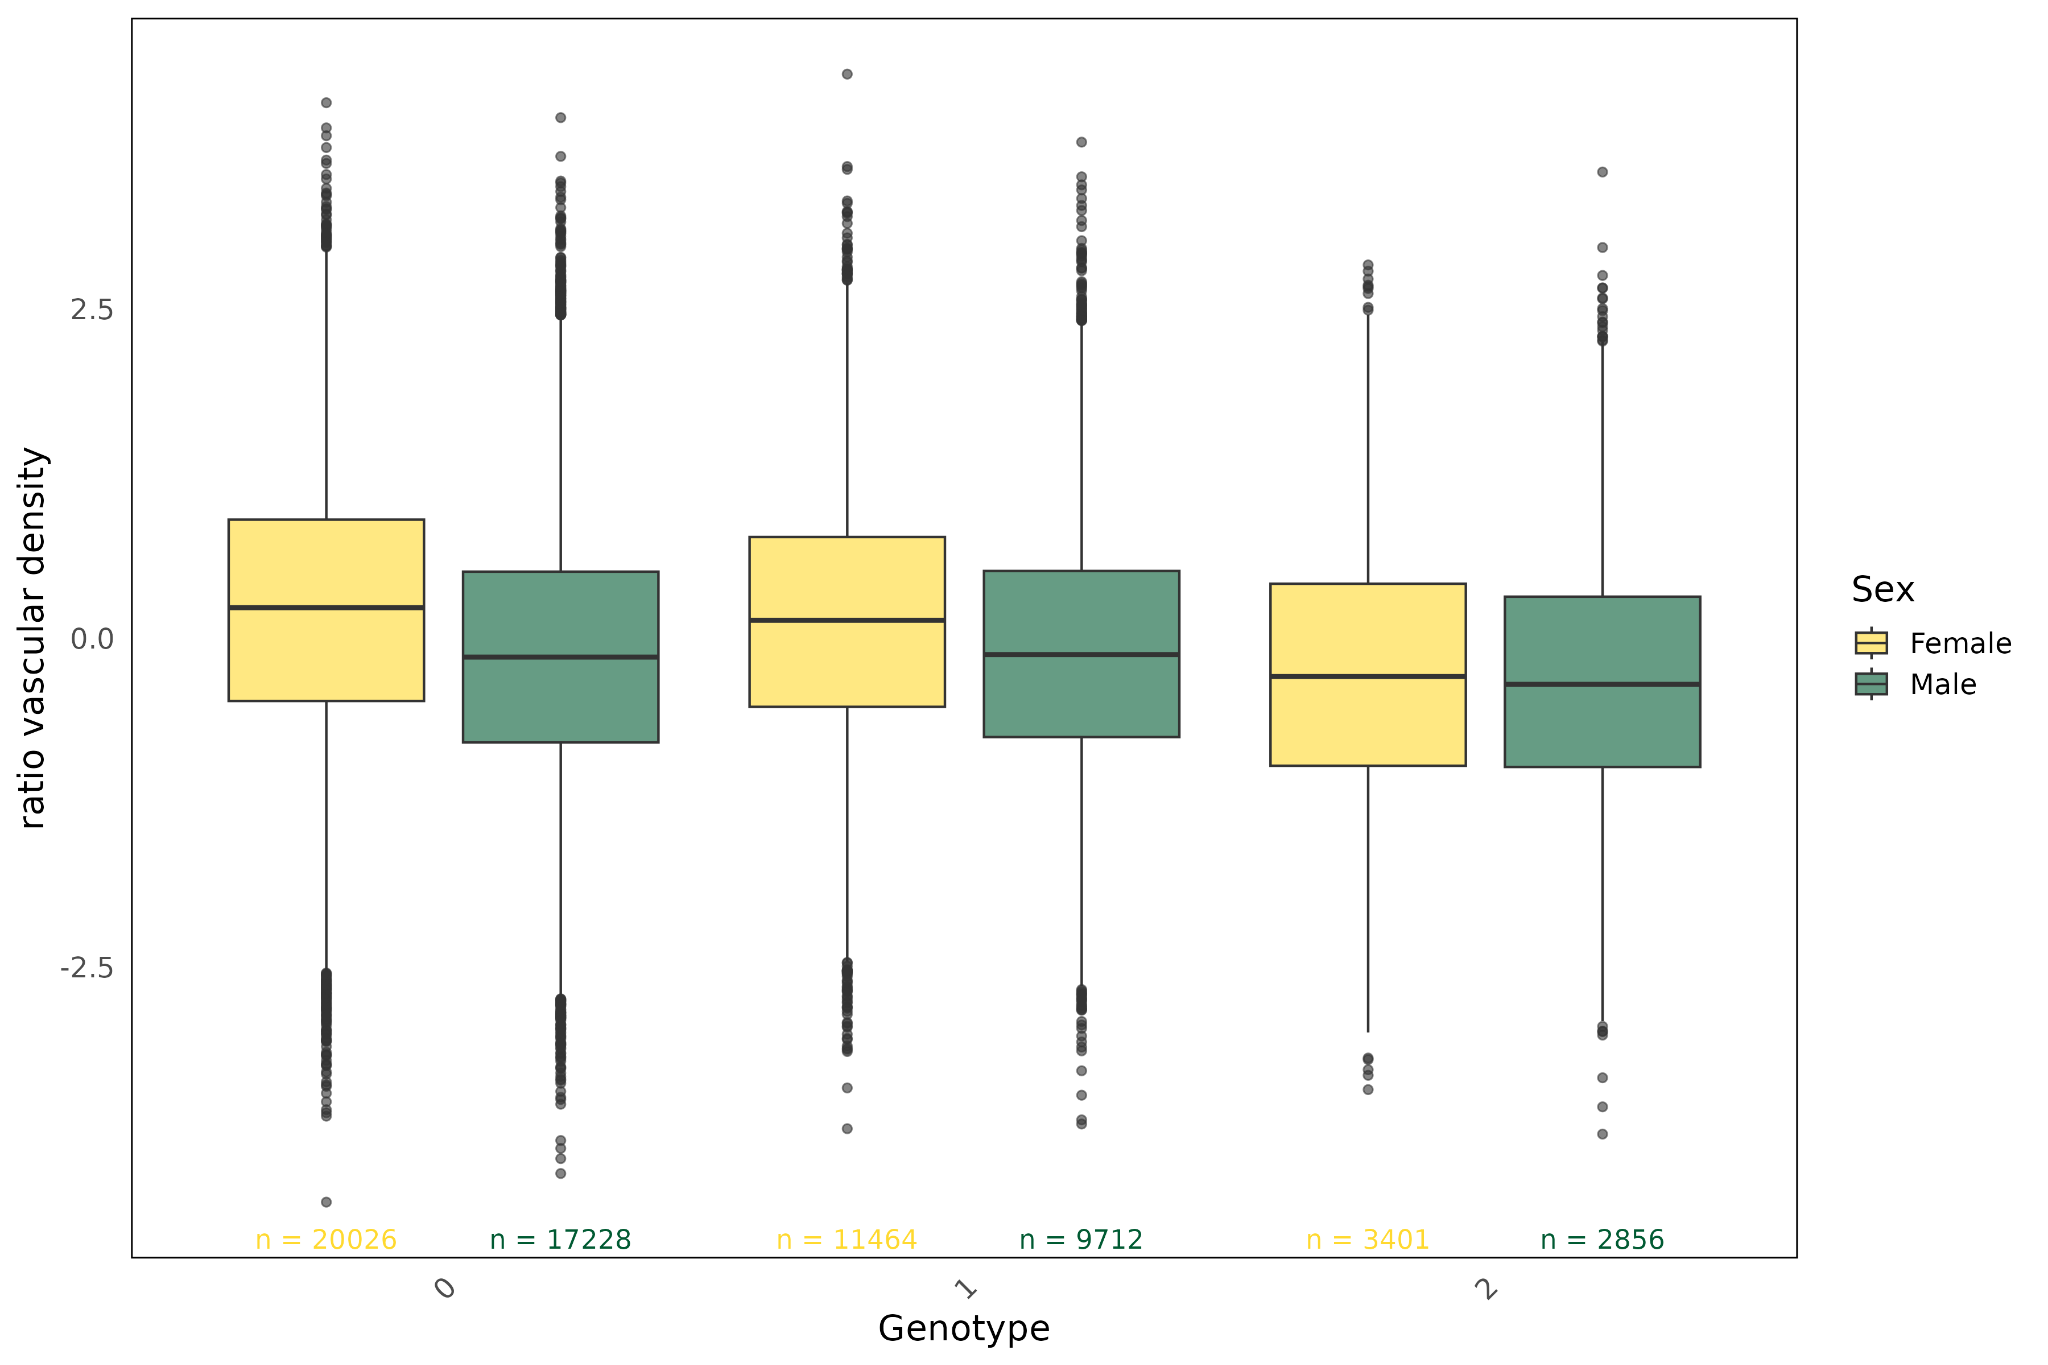 ratio vascular density
2.5
0.0
-2.5
n = 20026
n = 17228
n = 11464
n = 9712
n = 3401
n = 2856
0
1
2
Genotype
Sex
Female
Male